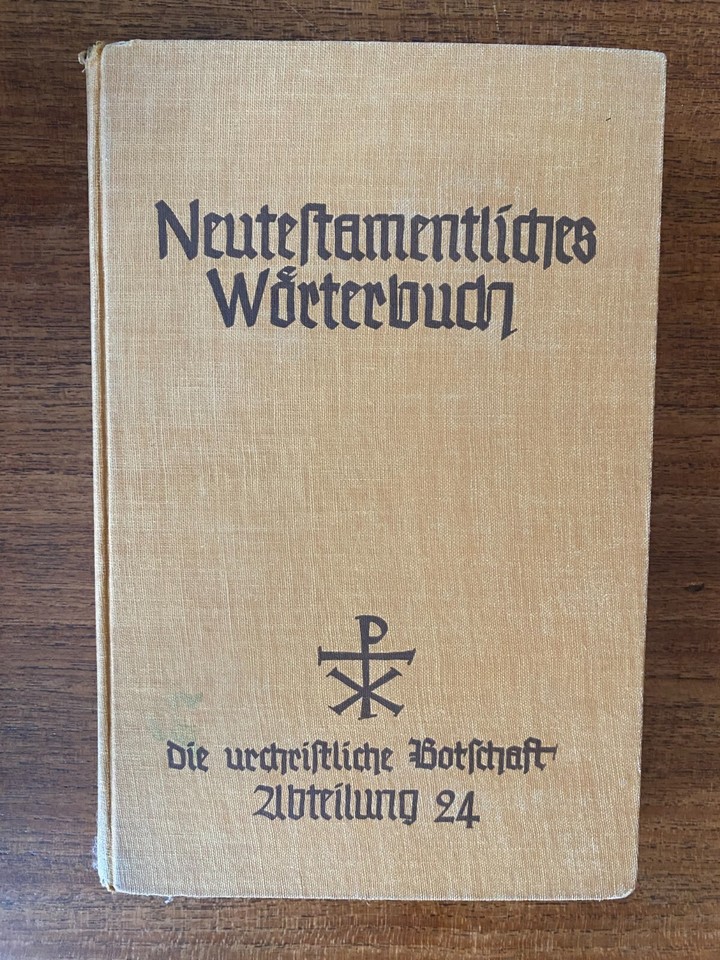 Neuteſtamentliches
Wörterbuch
Die urchriſtliche Botſchaft
Abteilung 24